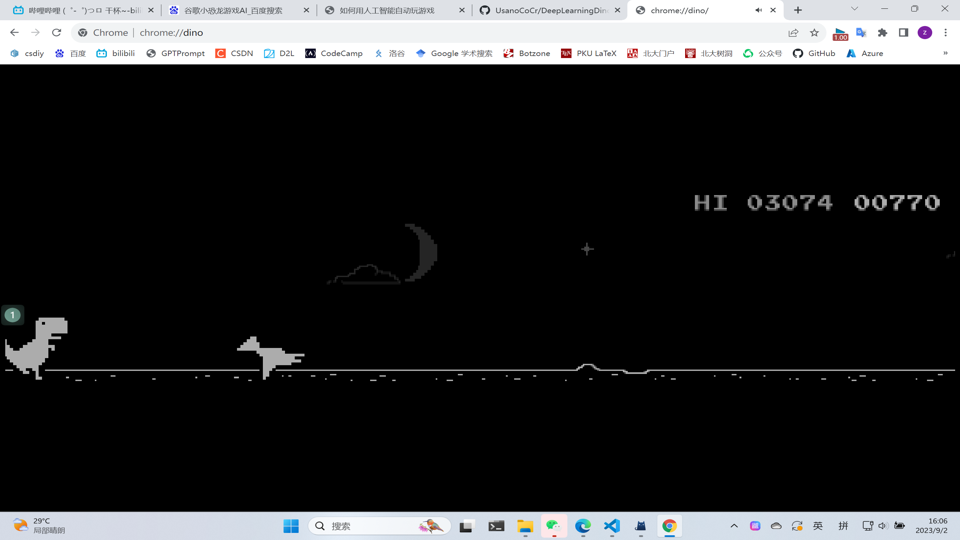 哔哩哔哩 (゜-゜)つロ 干杯~-bili
谷歌小恐龙游戏AI_百度搜索
如何用人工智能自动玩游戏
UsanoCoCr/DeepLearningDin
chrome://dino/
Chrome | chrome://dino
1.00
z
csdiy
百度
bilibili
GPTPrompt
CSDN
D2L
CodeCamp
洛谷
Google 学术搜索
Botzone
PKU LaTeX
北大门户
北大树洞
公众号
GitHub
Azure
»
HI 03074 00770
1
29°C
局部晴朗
搜索
英
拼
16:06
2023/9/2